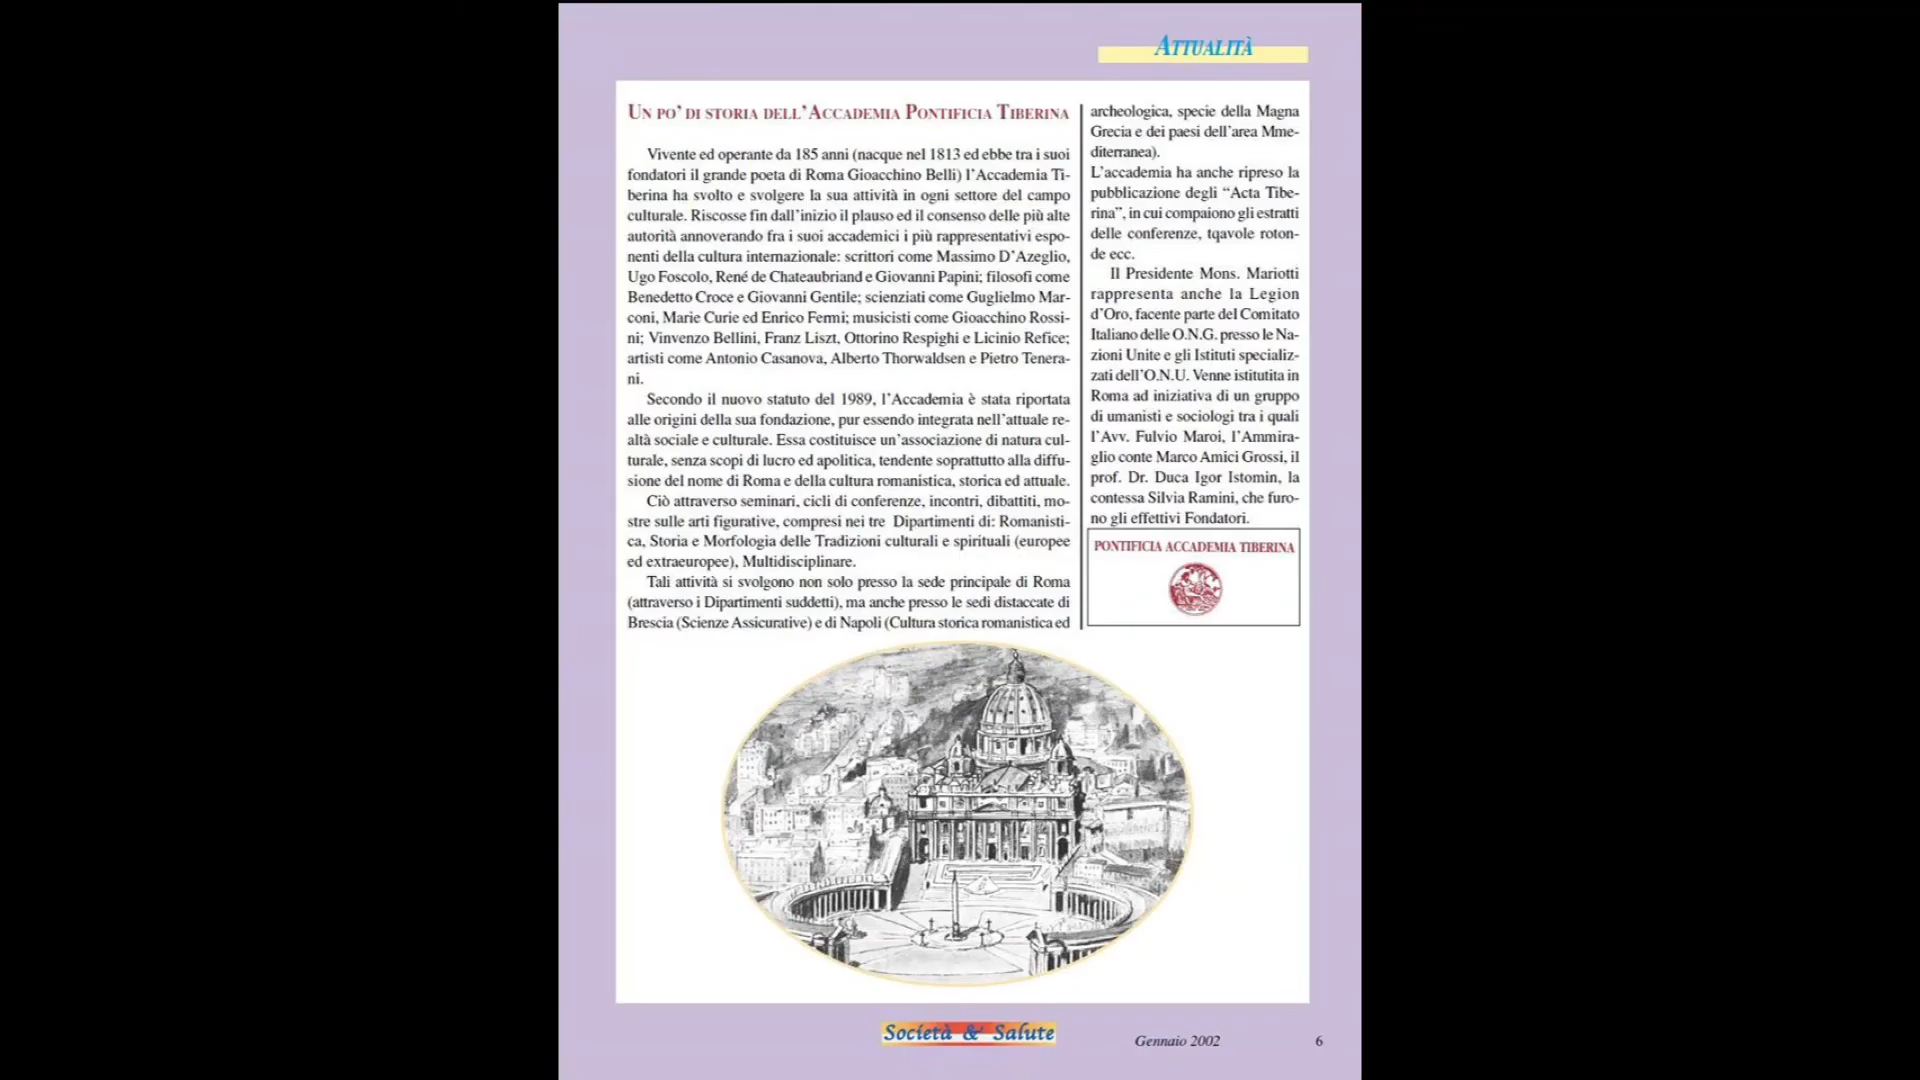 ATTUALITÀ
UN PO' DI STORIA DELL'ACCADEMIA PONTIFICIA TIBERINA
Vivente ed operante da 185 anni (nacque nel 1813 ed ebbe tra i suoi
fondatori il grande poeta di Roma Gioacchino Belli) l'Accademia Ti-
berina ha svolto e svolgere la sua attività in ogni settore del campo
culturale. Riscosse fin dall'inizio il plauso ed il consenso delle più alte
autorità annoverando fra i suoi accademici i più rappresentativi espo-
nenti della cultura internazionale: scrittori come Massimo D'Azeglio,
Ugo Foscolo, René de Chateaubriand e Giovanni Papini; filosofi come
Benedetto Croce e Giovanni Gentile; scienziati come Guglielmo Mar-
coni, Marie Curie ed Enrico Fermi; musicisti come Gioacchino Rossi-
ni; Vinvenzo Bellini, Franz Liszt, Ottorino Respighi e Licinio Refice;
artisti come Antonio Casanova, Alberto Thorwaldsen e Pietro Tenera-
ni.
Secondo il nuovo statuto del 1989, l'Accademia è stata riportata
alle origini della sua fondazione, pur essendo integrata nell'attuale re-
altà sociale e culturale. Essa costituisce un'associazione di natura cul-
turale, senza scopi di lucro ed apolitica, tendente soprattutto alla diffu-
sione del nome di Roma e della cultura romanistica, storica ed attuale.
Ciò attraverso seminari, cicli di conferenze, incontri, dibattiti, mo-
stre sulle arti figurative, compresi nei tre Dipartimenti di: Romanisti-
ca, Storia e Morfologia delle Tradizioni culturali e spirituali (europee
ed extraeuropee), Multidisciplinare.
Tali attività si svolgono non solo presso la sede principale di Roma
(attraverso i Dipartimenti suddetti), ma anche presso le sedi distaccate di
Brescia (Scienze Assicurative) e di Napoli (Cultura storica romanistica ed
archeologica, specie della Magna
Grecia e dei paesi dell'area Mme-
diterranea).
L'accademia ha anche ripreso la
pubblicazione degli "Acta Tibe-
rina", in cui compaiono gli estratti
delle conferenze, tqavole roton-
de ecc.
Il Presidente Mons. Mariotti
rappresenta anche la Legion
d'Oro, facente parte del Comitato
Italiano delle O.N.G. presso le Na-
zioni Unite e gli Istituti specializ-
zati dell'O.N.U. Venne istitutita in
Roma ad iniziativa di un gruppo
di umanisti e sociologi tra i quali
l'Avv. Fulvio Maroi, l'Ammira-
glio conte Marco Amici Grossi, il
prof. Dr. Duca Igor Istomin, la
contessa Silvia Ramini, che furo-
no gli effettivi Fondatori.
PONTIFICIA ACCADEMIA TIBERINA
Società & Salute
Gennaio 2002
6